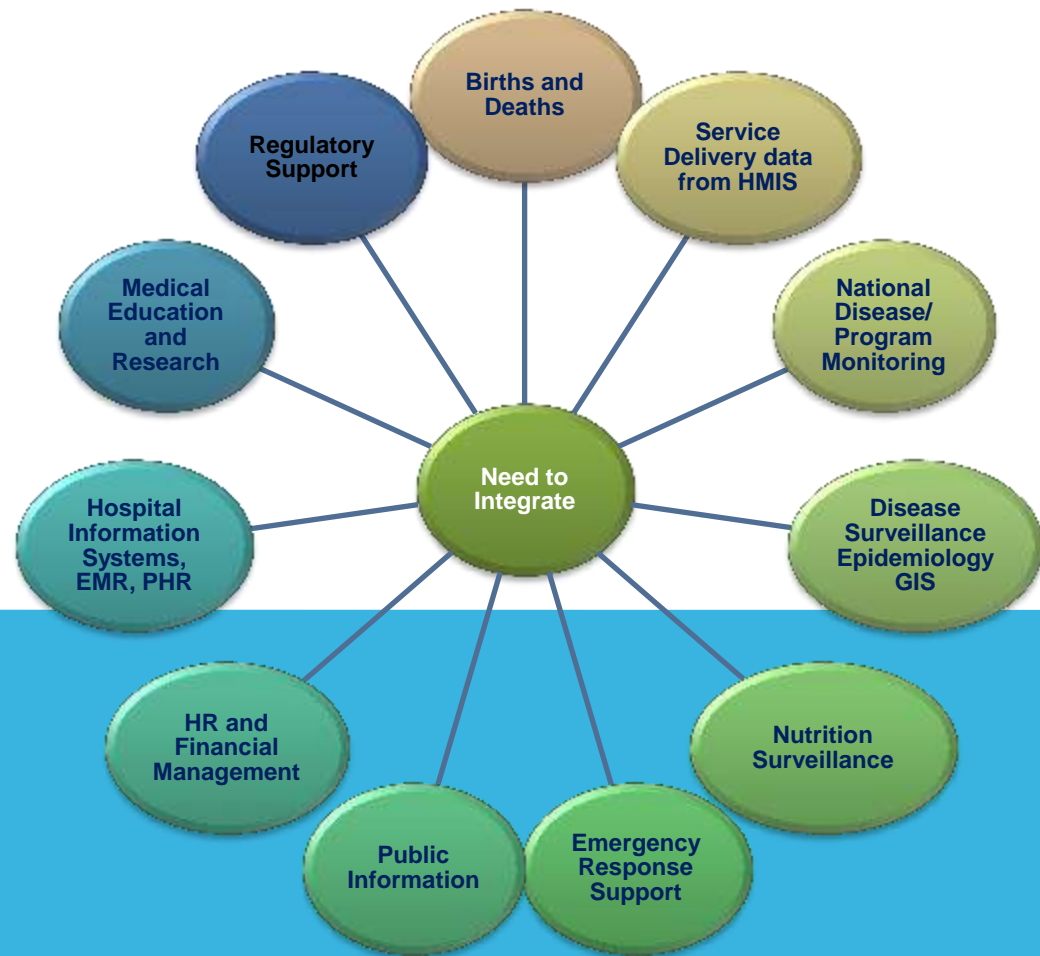 Births and
Deaths
Service
Delivery data
from HMIS
National
Disease/
Program
Monitoring
Disease
Surveillance
Epidemiology
GIS
Nutrition
Surveillance
Emergency
Response
Support
Public
Information
HR and
Financial
Management
Hospital
Information
Systems,
EMR, PHR
Medical
Education
and
Research
Regulatory
Support
Need to
Integrate